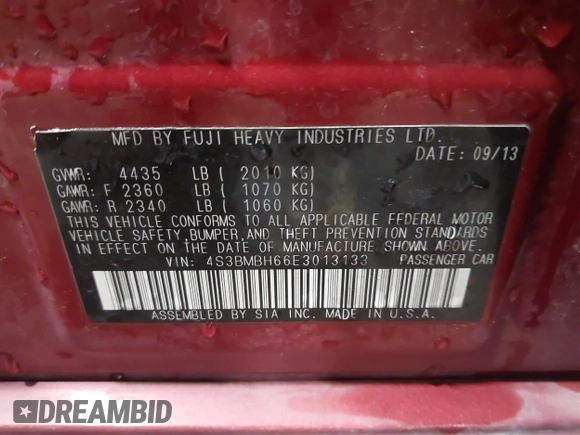 MFD BY FUJI HEAVY INDUSTRIES LTD.
DATE: 09/13
GVWR: 4435 LB ( 2010 KG)
GAWR: F 2360 LB ( 1070 KG)
GAWR: R 2340 LB ( 1060 KG)
THIS VEHICLE CONFORMS TO ALL APPLICABLE FEDERAL MOTOR
VEHICLE SAFETY, BUMPER, AND THEFT PREVENTION STANDARDS
IN EFFECT ON THE DATE OF MANUFACTURE SHOWN ABOVE.
VIN: 4S3BMBH66E3013133 PASSENGER CAR
ASSEMBLED BY SIA INC. MADE IN U.S.A.
DREAMBID